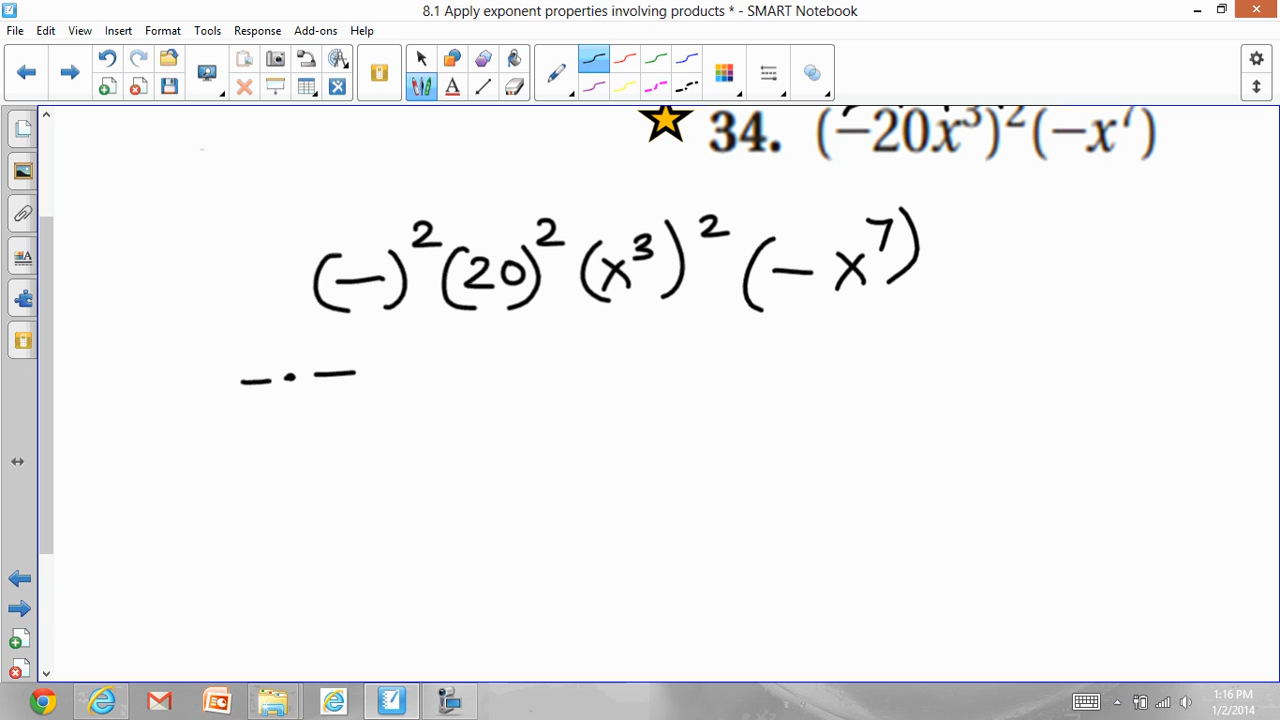 8.1 Apply exponent properties involving products * - SMART Notebook
File Edit View Insert Format Tools Response Add-ons Help
34. (−20x³)²(−x⁷)
(−)² (20)² (x³)² (− x⁷)
− · −
1:16 PM
1/2/2014